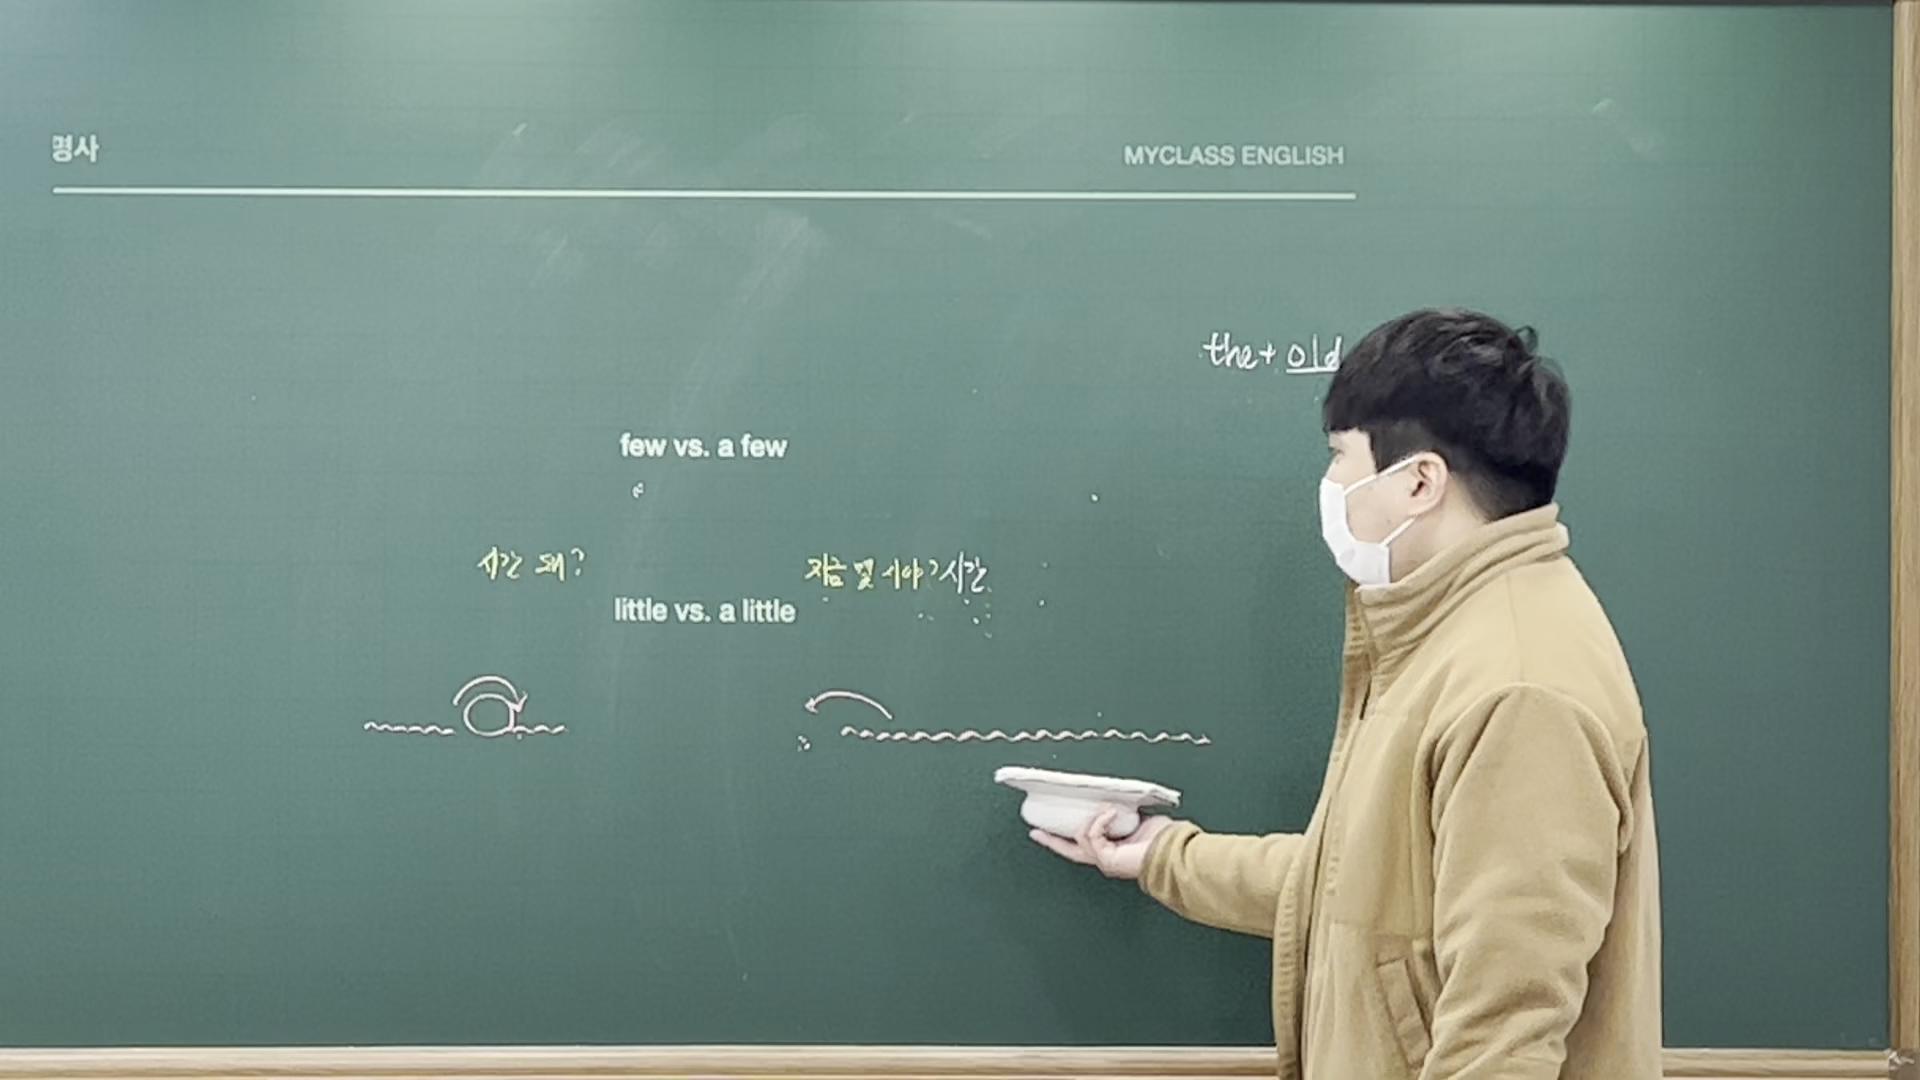 명사
MYCLASS ENGLISH
the + old
few vs. a few
시간 돼?
지금 몇 시야? 시간
little vs. a little